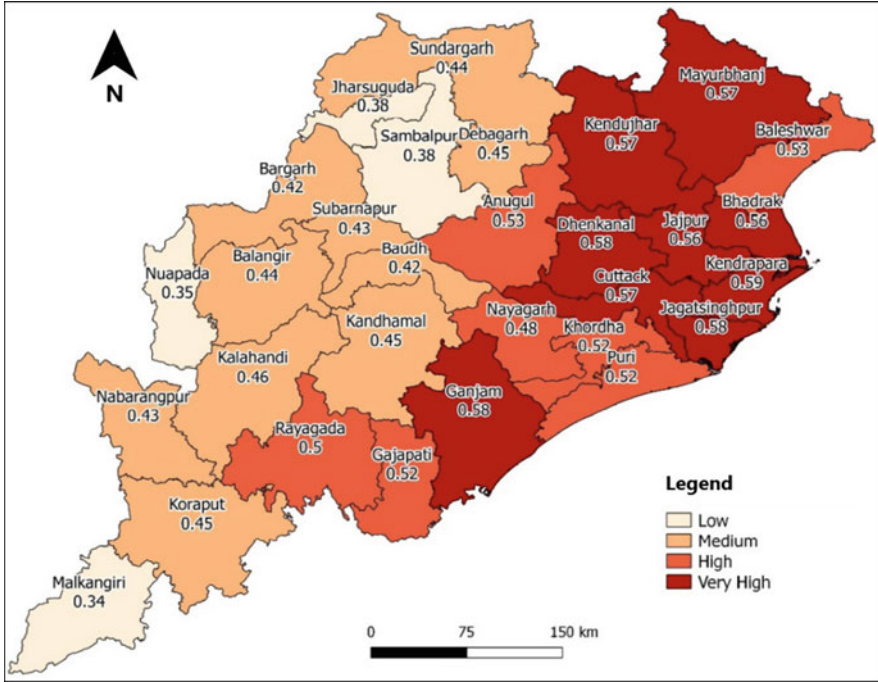 N
Sundargarh
0.44
Mayurbhanj
0.57
Jharsuguda
0.38
Kendujhar
0.57
Sambalpur
0.38
Debagarh
0.45
Baleshwar
0.53
Bargarh
0.42
Anugul
0.53
Bhadrak
0.56
Subarnapur
0.43
Dhenkanal
0.58
Jajpur
0.56
Baudh
0.42
Balangir
0.44
Nuapada
0.35
Kendrapara
0.59
Cuttack
0.57
Jagatsinghpur
0.58
Nayagarh
0.48
Kandhamal
0.45
Khordha
0.52
Kalahandi
0.46
Puri
0.52
Nabarangpur
0.43
Ganjam
0.58
Rayagada
0.5
Gajapati
0.52
Koraput
0.45
Malkangiri
0.34
Legend
Low
Medium
High
Very High
0 75 150 km